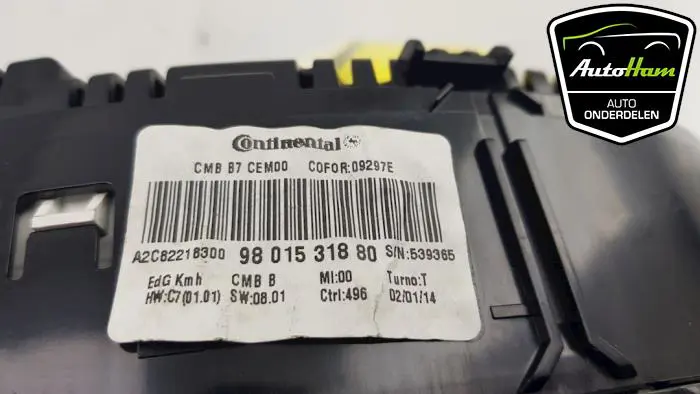 Continental
CMB B7 CEM00 COFOR:09297E
A2C82218300 98 015 318 80 S/N:539365
EdG Kmh CMB B MI:00 Turno:T
HW:C7(01.01) SW:08.01 Ctrl:496 02/01/14
AutoHam
AUTO
ONDERDELEN